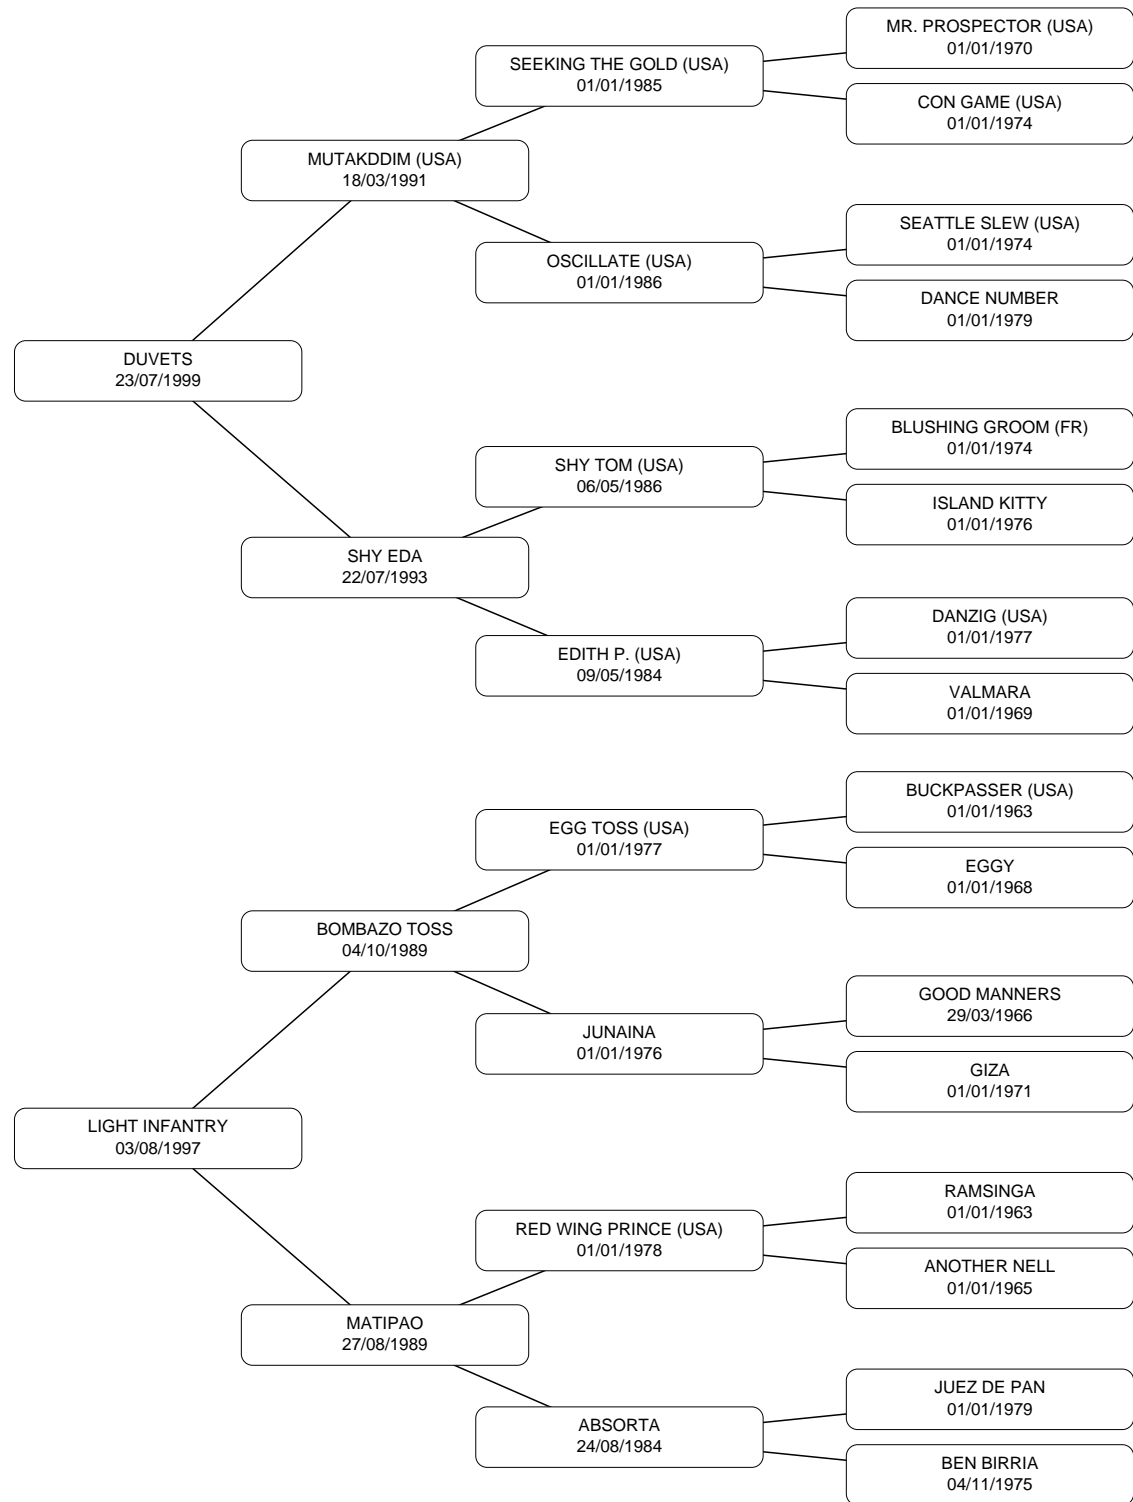 MR. PROSPECTOR (USA)
01/01/1970
SEEKING THE GOLD (USA)
01/01/1985
CON GAME (USA)
01/01/1974
MUTAKDDIM (USA)
18/03/1991
SEATTLE SLEW (USA)
01/01/1974
OSCILLATE (USA)
01/01/1986
DANCE NUMBER
01/01/1979
DUVETS
23/07/1999
BLUSHING GROOM (FR)
01/01/1974
SHY TOM (USA)
06/05/1986
ISLAND KITTY
01/01/1976
SHY EDA
22/07/1993
DANZIG (USA)
01/01/1977
EDITH P. (USA)
09/05/1984
VALMARA
01/01/1969
BUCKPASSER (USA)
01/01/1963
EGG TOSS (USA)
01/01/1977
EGGY
01/01/1968
BOMBAZO TOSS
04/10/1989
GOOD MANNERS
29/03/1966
JUNAINA
01/01/1976
GIZA
01/01/1971
LIGHT INFANTRY
03/08/1997
RAMSINGA
01/01/1963
RED WING PRINCE (USA)
01/01/1978
ANOTHER NELL
01/01/1965
MATIPAO
27/08/1989
JUEZ DE PAN
01/01/1979
ABSORTA
24/08/1984
BEN BIRRIA
04/11/1975